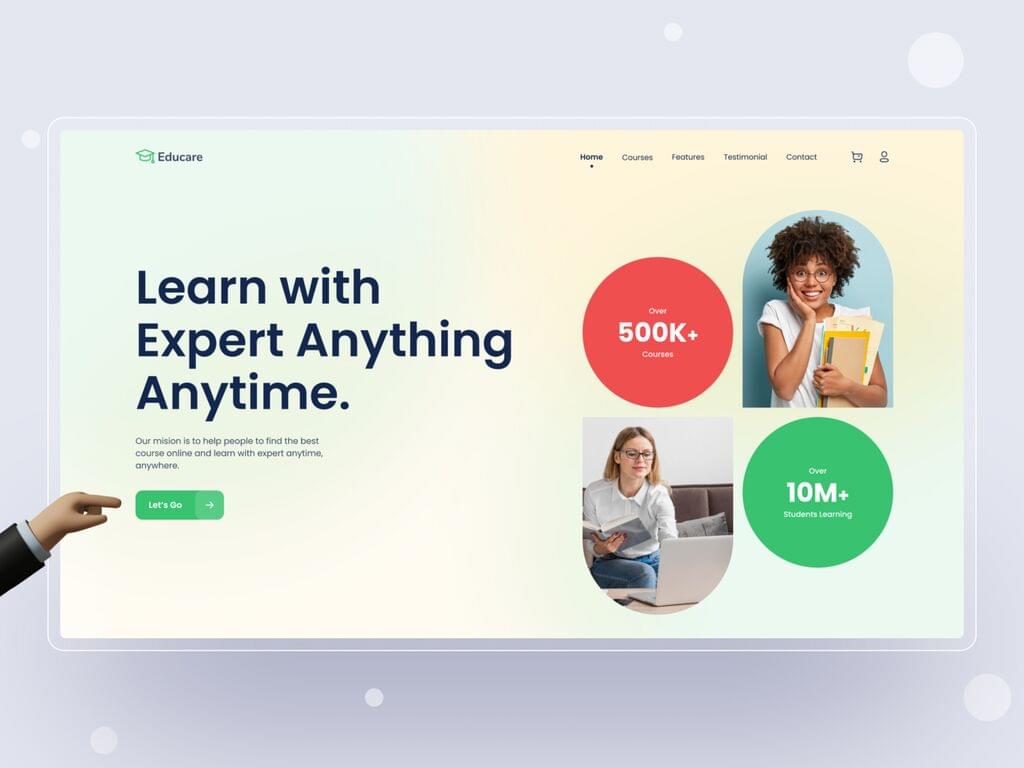 Educare
Home
Courses
Features
Testimonial
Contact
Learn with
Expert Anything
Anytime.
Our mision is to help people to find the best
course online and learn with expert anytime,
anywhere.
Let's Go
Over
500K+
Courses
Over
10M+
Students Learning